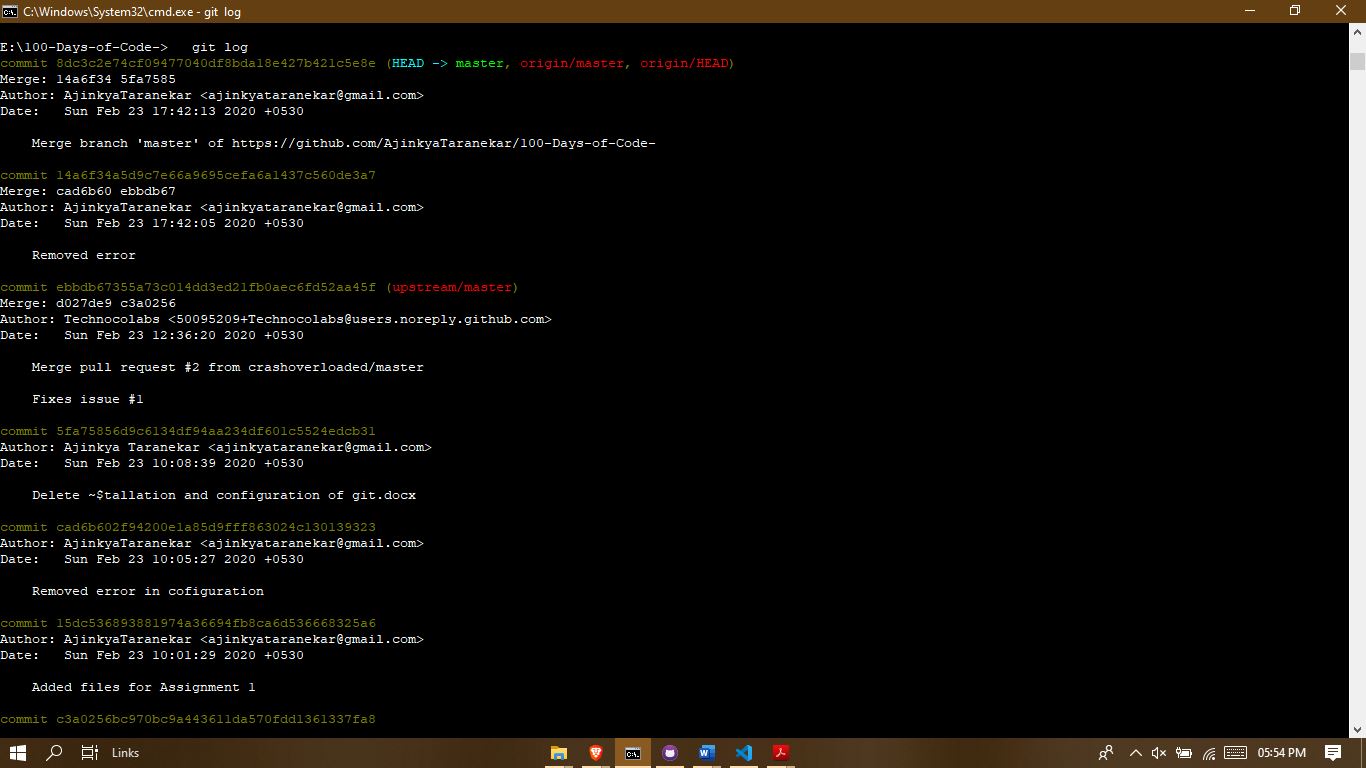 C:\Windows\System32\cmd.exe - git log
E:\100-Days-of-Code->   git log
commit 8dc3c2e74cf09477040df8bda18e427b421c5e8e (HEAD -> master, origin/master, origin/HEAD)
Merge: 14a6f34 5fa7585
Author: AjinkyaTaranekar <ajinkyataranekar@gmail.com>
Date:   Sun Feb 23 17:42:13 2020 +0530
Merge branch 'master' of https://github.com/AjinkyaTaranekar/100-Days-of-Code-
commit 14a6f34a5d9c7e66a9695cefa6a1437c560de3a7
Merge: cad6b60 ebbdb67
Author: AjinkyaTaranekar <ajinkyataranekar@gmail.com>
Date:   Sun Feb 23 17:42:05 2020 +0530
Removed error
commit ebbdb67355a73c014dd3ed21fb0aec6fd52aa45f (upstream/master)
Merge: d027de9 c3a0256
Author: Technocolabs <50095209+Technocolabs@users.noreply.github.com>
Date:   Sun Feb 23 12:36:20 2020 +0530
Merge pull request #2 from crashoverloaded/master
Fixes issue #1
commit 5fa75856d9c6134df94aa234df601c5524edcb31
Author: Ajinkya Taranekar <ajinkyataranekar@gmail.com>
Date:   Sun Feb 23 10:08:39 2020 +0530
Delete ~$tallation and configuration of git.docx
commit cad6b602f94200e1a85d9fff863024c130139323
Author: AjinkyaTaranekar <ajinkyataranekar@gmail.com>
Date:   Sun Feb 23 10:05:27 2020 +0530
Removed error in cofiguration
commit 15dc536893881974a36694fb8ca6d536668325a6
Author: AjinkyaTaranekar <ajinkyataranekar@gmail.com>
Date:   Sun Feb 23 10:01:29 2020 +0530
Added files for Assignment 1
commit c3a0256bc970bc9a443611da570fdd1361337fa8
Links
05:54 PM